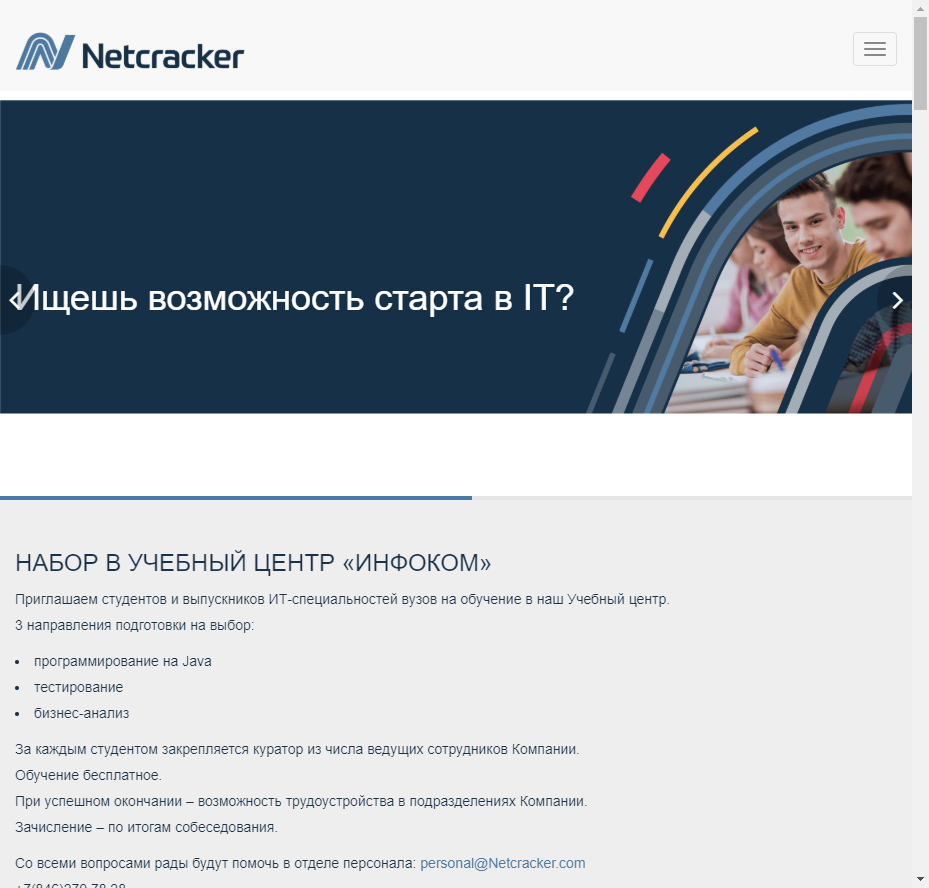 Netcracker
Ищешь возможность старта в IT?
НАБОР В УЧЕБНЫЙ ЦЕНТР «ИНФОКОМ»
Приглашаем студентов и выпускников ИТ-специальностей вузов на обучение в наш Учебный центр.
3 направления подготовки на выбор:
• программирование на Java
• тестирование
• бизнес-анализ
За каждым студентом закрепляется куратор из числа ведущих сотрудников Компании.
Обучение бесплатное.
При успешном окончании – возможность трудоустройства в подразделениях Компании.
Зачисление – по итогам собеседования.
Со всеми вопросами рады будут помочь в отделе персонала: personal@Netcracker.com